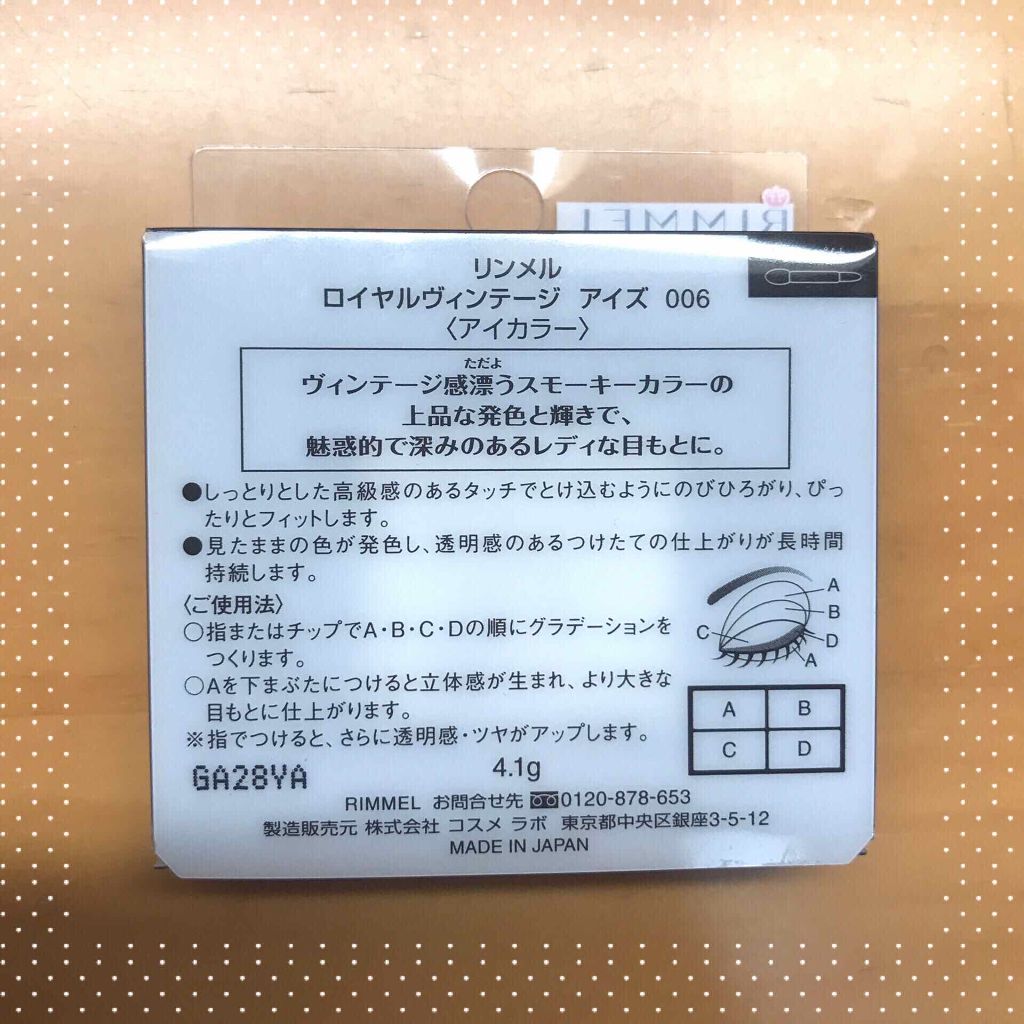 RIMMEL
リンメル
ロイヤルヴィンテージ アイズ 006
〈アイカラー〉
ただよ
ヴィンテージ感漂うスモーキーカラーの
上品な発色と輝きで、
魅惑的で深みのあるレディな目もとに。
●しっとりとした高級感のあるタッチでとけ込むようにのびひろがり、ぴっ
たりとフィットします。
●見たままの色が発色し、透明感のあるつけたての仕上がりが長時間
持続します。
〈ご使用法〉
○指またはチップでA・B・C・Dの順にグラデーションを
つくります。
○Aを下まぶたにつけると立体感が生まれ、より大きな
目もとに仕上がります。
※指でつけると、さらに透明感・ツヤがアップします。
A
B
C
D
A
A B
C D
GA28YA
4.1g
RIMMEL お問合せ先 0120-878-653
製造販売元 株式会社 コスメ ラボ 東京都中央区銀座3-5-12
MADE IN JAPAN